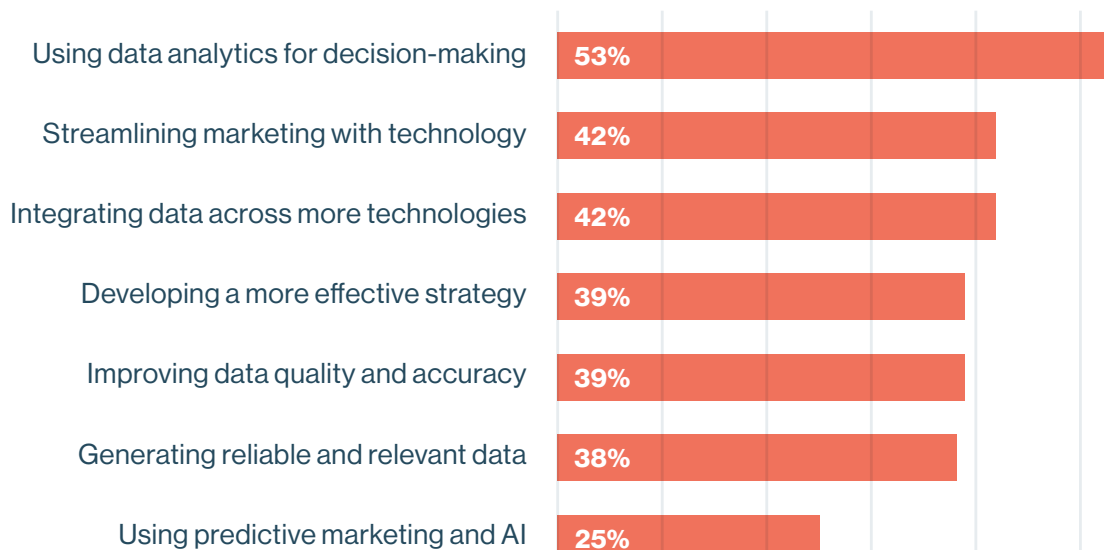 Using data analytics for decision-making 53%
Streamlining marketing with technology 42%
Integrating data across more technologies 42%
Developing a more effective strategy 39%
Improving data quality and accuracy 39%
Generating reliable and relevant data 38%
Using predictive marketing and AI 25%